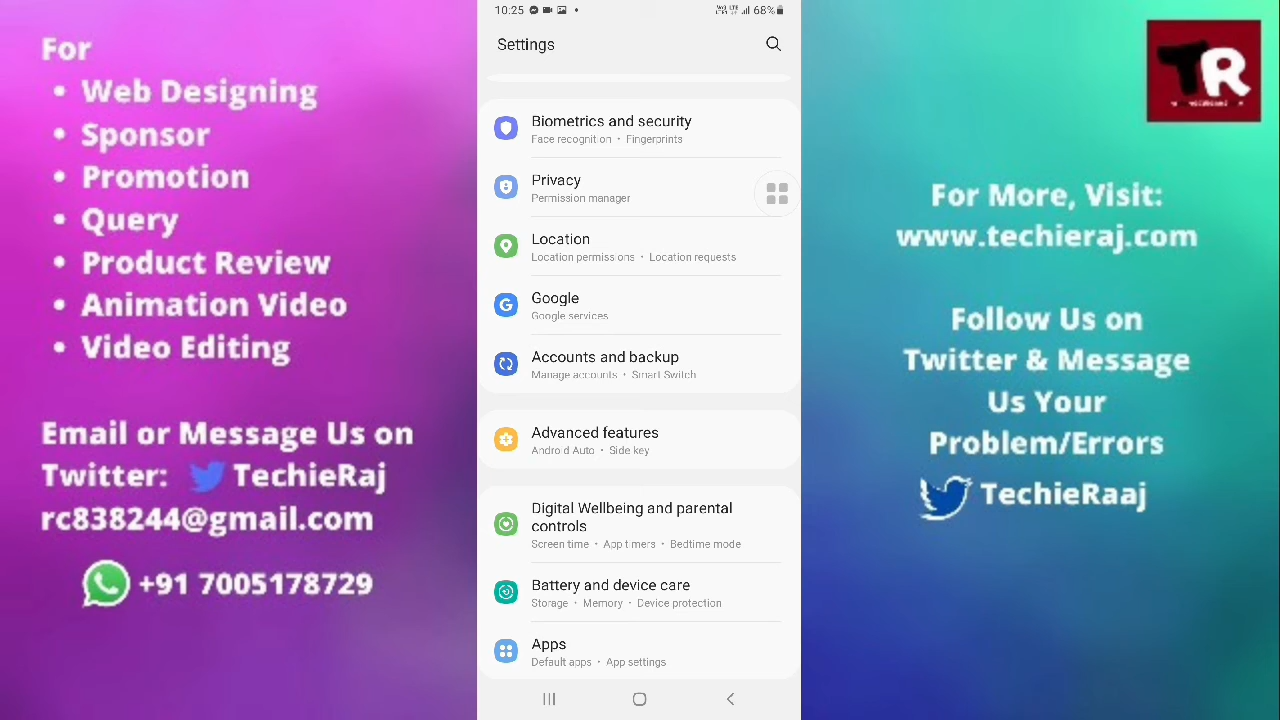 For
• Web Designing
• Sponsor
• Promotion
• Query
• Product Review
• Animation Video
• Video Editing
Email or Message Us on
Twitter: TechieRaj
rc838244@gmail.com
+91 7005178729
10:25
68%
Settings
Biometrics and security
Face recognition • Fingerprints
Privacy
Permission manager
Location
Location permissions • Location requests
Google
Google services
Accounts and backup
Manage accounts • Smart Switch
Advanced features
Android Auto • Side key
Digital Wellbeing and parental
controls
Screen time • App timers • Bedtime mode
Battery and device care
Storage • Memory • Device protection
Apps
Default apps • App settings
TR
For More, Visit:
www.techieraj.com
Follow Us on
Twitter & Message
Us Your
Problem/Errors
TechieRaaj